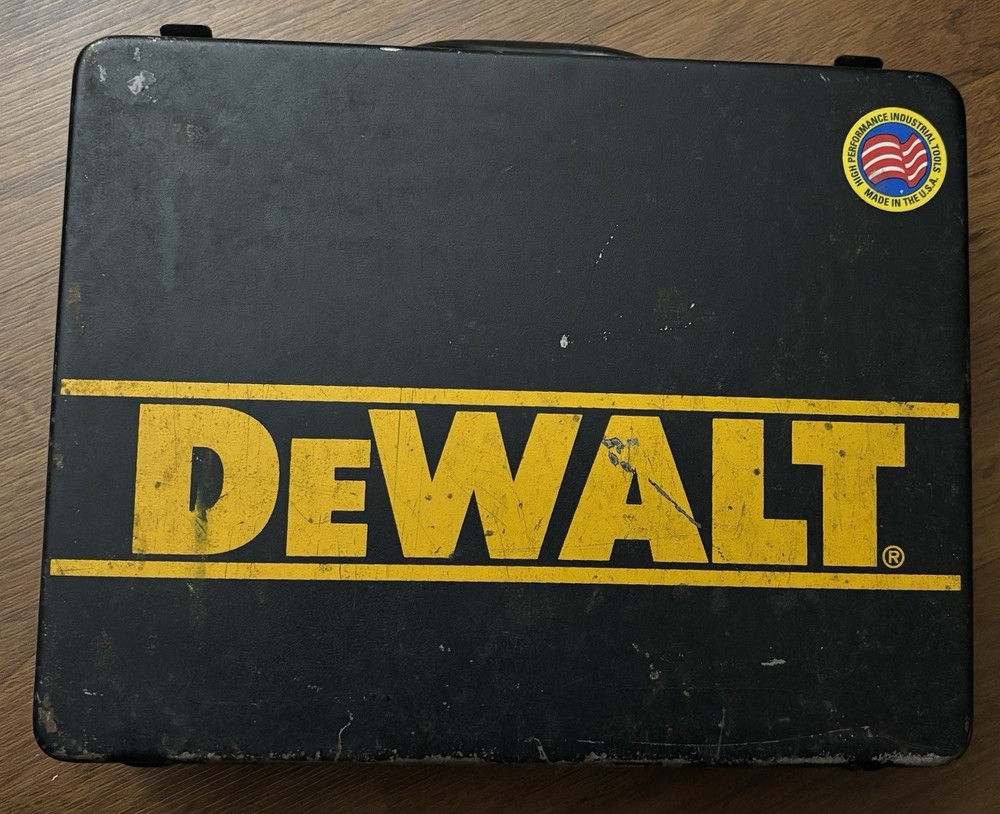 HIGH PERFORMANCE INDUSTRIAL TOOLS
MADE IN THE U.S.A.
DEWALT®